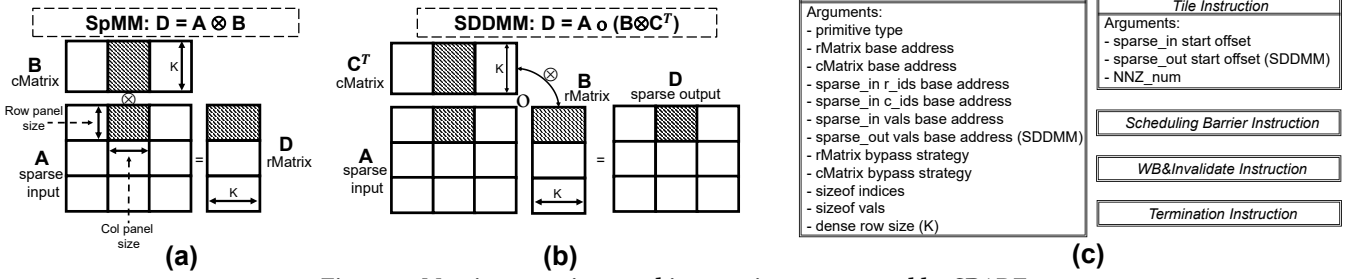 SpMM: D = A ⊗ B
B
cMatrix
K
⊗
Row panel
size
A
sparse
input
=
D
rMatrix
K
Col panel
size
(a)
SDDMM: D = A o (B⊗Cᵀ)
Cᵀ
cMatrix
K
⊗
o
B
rMatrix
D
sparse output
A
sparse
input
=
K
(b)
Arguments:
- primitive type
- rMatrix base address
- cMatrix base address
- sparse_in r_ids base address
- sparse_in c_ids base address
- sparse_in vals base address
- sparse_out vals base address (SDDMM)
- rMatrix bypass strategy
- cMatrix bypass strategy
- sizeof indices
- sizeof vals
- dense row size (K)
Tile Instruction
Arguments:
- sparse_in start offset
- sparse_out start offset (SDDMM)
- NNZ_num
Scheduling Barrier Instruction
WB&Invalidate Instruction
Termination Instruction
(c)